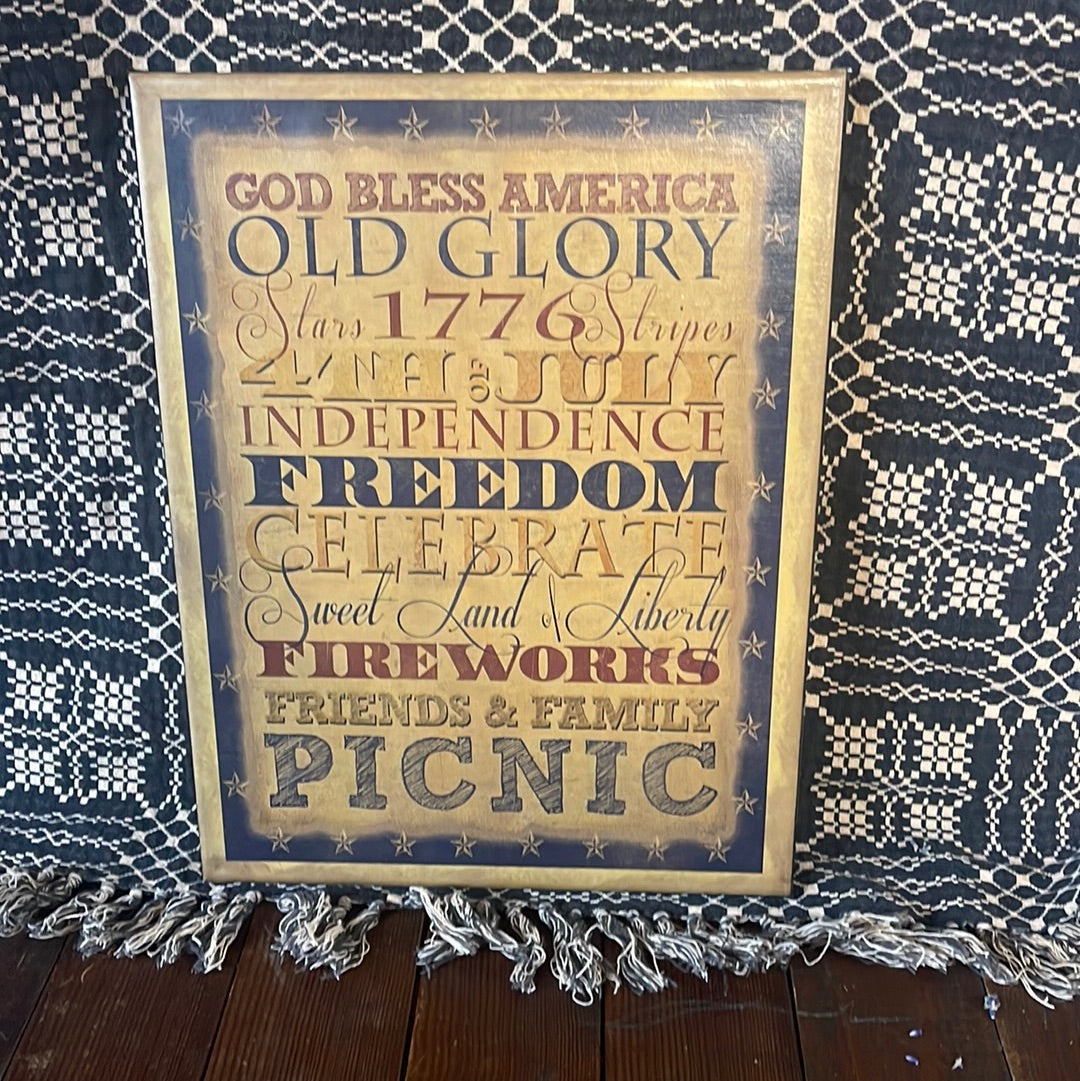 GOD BLESS AMERICA
OLD GLORY
Stars 1776 Stripes
4TH OF JULY
INDEPENDENCE
FREEDOM
CELEBRATE
Sweet Land of Liberty
FIREWORKS
FRIENDS & FAMILY
PICNIC